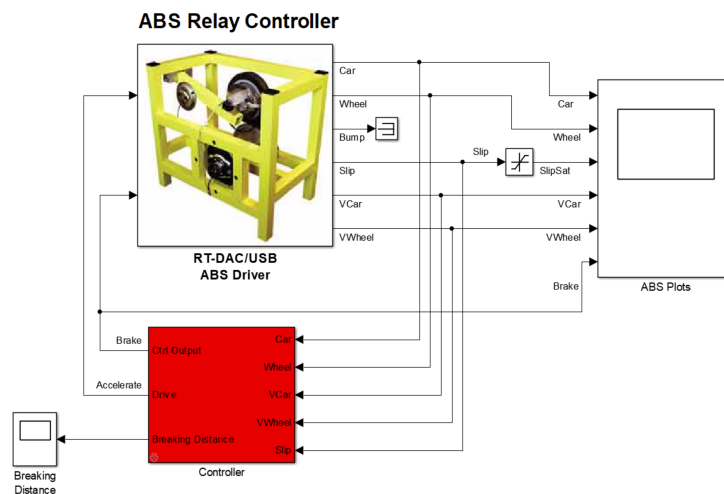 ABS Relay Controller
Car
Wheel
Bump
Slip
VCar
VWheel
Slip
Car
Wheel
SlipSat
VCar
VWheel
Brake
RT-DAC/USB
ABS Driver
ABS Plots
Brake
Accelerate
Ctrl Output
Drive
Breaking Distance
Car
Wheel
VCar
VWheel
Slip
Controller
Breaking
Distance